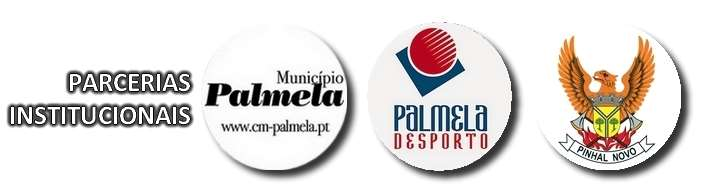 PARCERIAS
INSTITUCIONAIS
Município
Palmela
www.cm-palmela.pt
PALMELA
DESPORTO
PINHAL NOVO